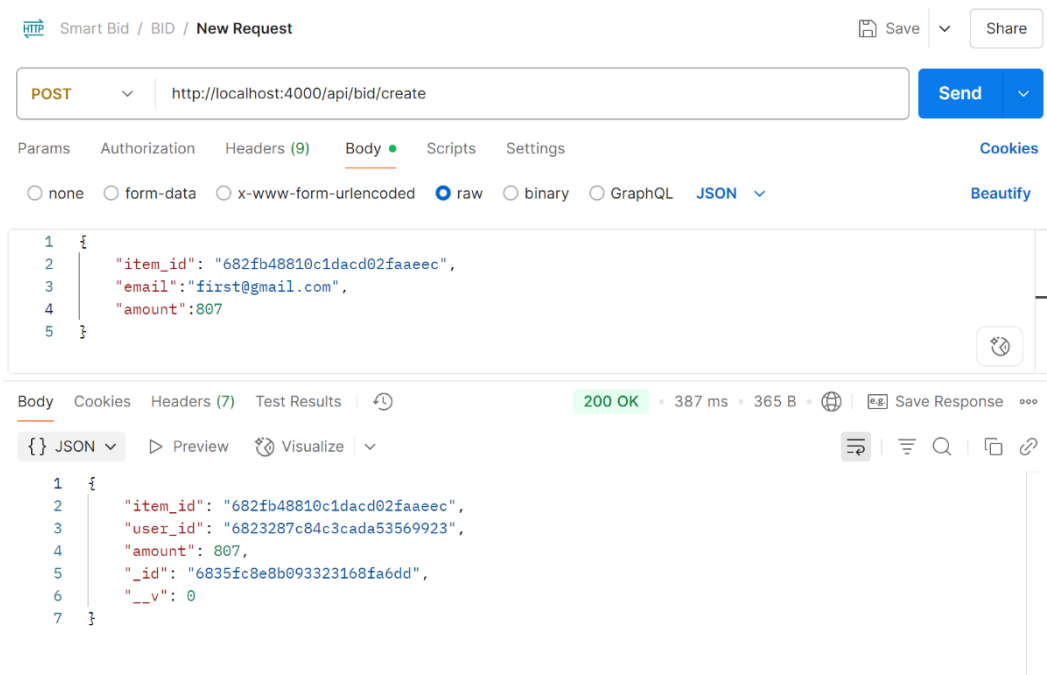 HTTP Smart Bid / BID / New Request Save Share
POST http://localhost:4000/api/bid/create Send
Params Authorization Headers (9) Body Scripts Settings Cookies
none form-data x-www-form-urlencoded raw binary GraphQL JSON Beautify
1 {
2 "item_id": "682fb48810c1dacd02faaeec",
3 "email":"first@gmail.com",
4 "amount":807
5 }
Body Cookies Headers (7) Test Results 200 OK 387 ms 365 B e.g. Save Response
{} JSON Preview Visualize
1 {
2 "item_id": "682fb48810c1dacd02faaeec",
3 "user_id": "6823287c84c3cada53569923",
4 "amount": 807,
5 "_id": "6835fc8e8b093323168fa6dd",
6 "__v": 0
7 }